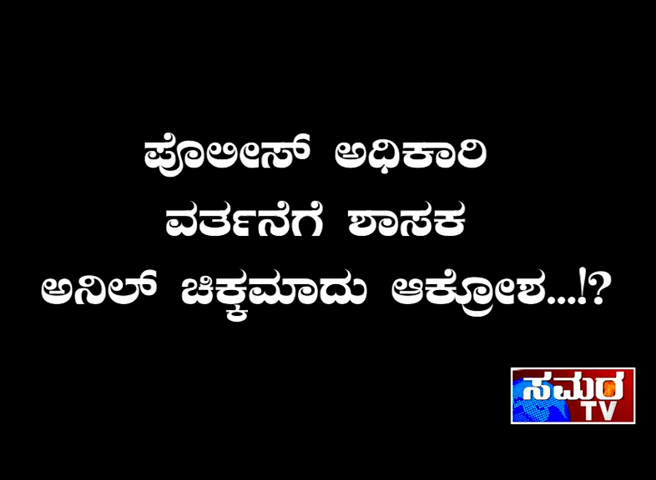 ಪೊಲೀಸ್ ಅಧಿಕಾರಿ
ವರ್ತನೆಗೆ ಶಾಸಕ
ಅನಿಲ್ ಚಿಕ್ಕಮಾದು ಆಕ್ರೋಶ...!?
ಸಮರ
TV